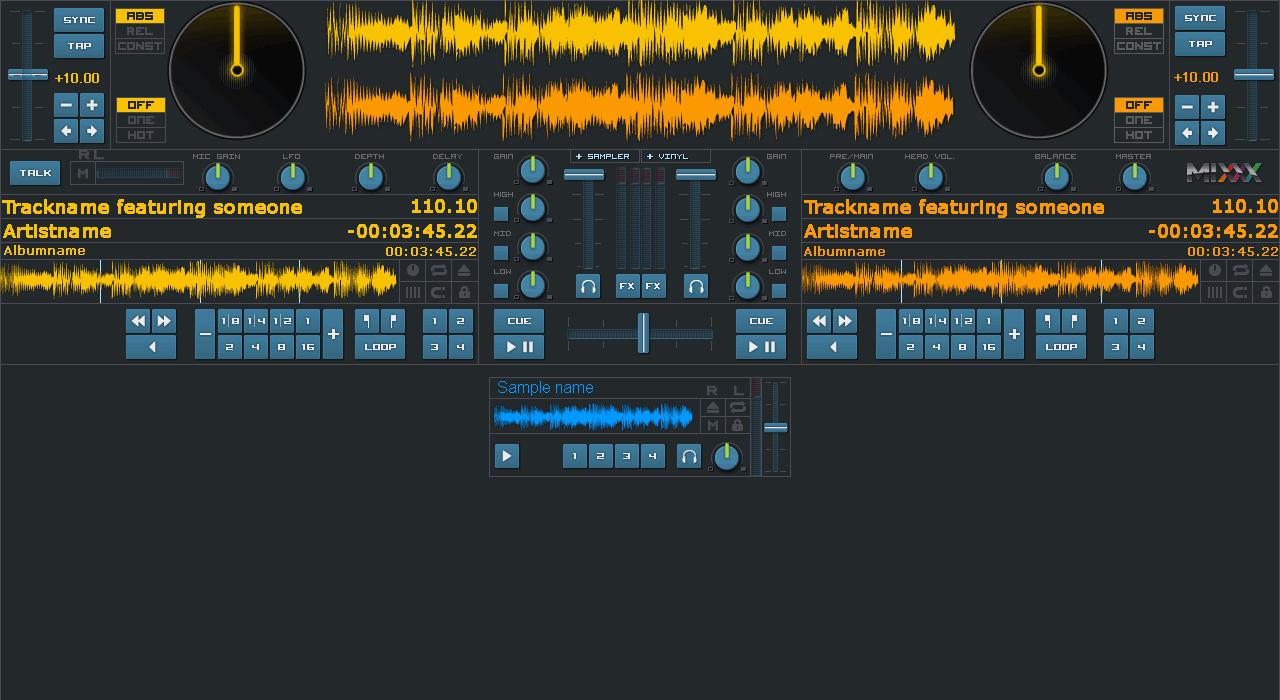 SYNC
TAP
+10.00
ABS
REL
CONST
OFF
ONE
HOT
ABS
REL
CONST
OFF
ONE
HOT
SYNC
TAP
+10.00
TALK
R L
M
MIC GAIN
LFO
DEPTH
DELAY
GAIN
+ SAMPLER
+ VINYL
GAIN
HIGH
MID
LOW
HIGH
MID
LOW
FX FX
PRE/MAIN
HEAD VOL.
BALANCE
MASTER
MIXXX
Trackname featuring someone 110.10
Artistname -00:03:45.22
Albumname 00:03:45.22
Trackname featuring someone 110.10
Artistname -00:03:45.22
Albumname 00:03:45.22
− 1|8 1|4 1|2 1 +
2 4 8 16
LOOP
1 2
3 4
CUE
CUE
− 1|8 1|4 1|2 1 +
2 4 8 16
LOOP
1 2
3 4
Sample name
R L
M
1 2 3 4